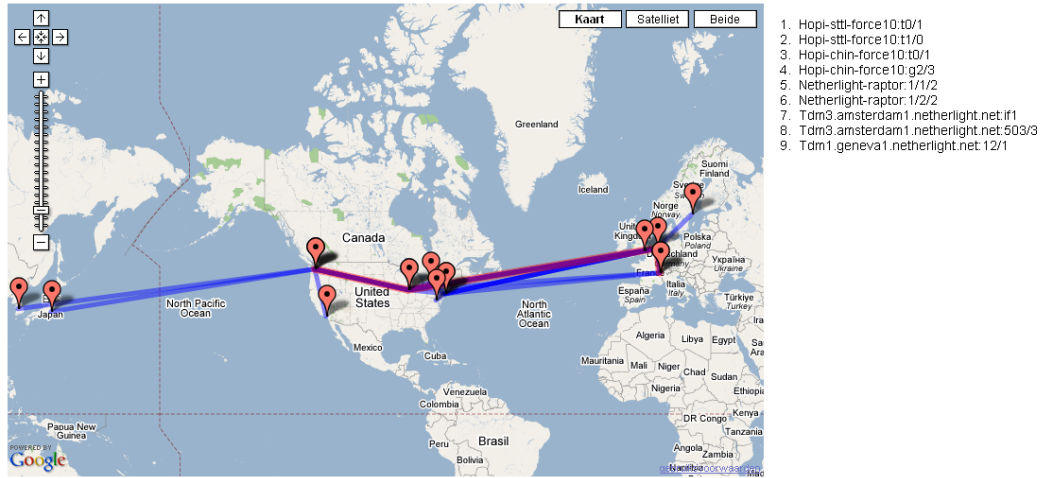 Kaart Satelliet Beide
Greenland
Iceland
Suomi
Finland
Norge
Norway
Canada
Polska
Poland
Україна
Ukraine
France
España
Spain
Italia
Italy
Türkiye
Turkey
Japan
North Pacific
Ocean
United
States
North
Atlantic
Ocean
Mexico
Cuba
Algeria
Libya
Egypt
Mauritania
Mali
Niger
Chad
Sudan
Nigeria
Ethiopia
Venezuela
Colombia
DR Congo
Kenya
Tanzania
Papua New
Guinea
Peru
Brasil
Bolivia
Angola
Zambia
Namibia
POWERED BY
Google
1. Hopi-sttl-force10:t0/1
2. Hopi-sttl-force10:t1/0
3. Hopi-chin-force10:t0/1
4. Hopi-chin-force10:g2/3
5. Netherlight-raptor:1/1/2
6. Netherlight-raptor:1/2/2
7. Tdm3.amsterdam1.netherlight.net:if1
8. Tdm3.amsterdam1.netherlight.net:503/3
9. Tdm1.geneva1.netherlight.net:12/1